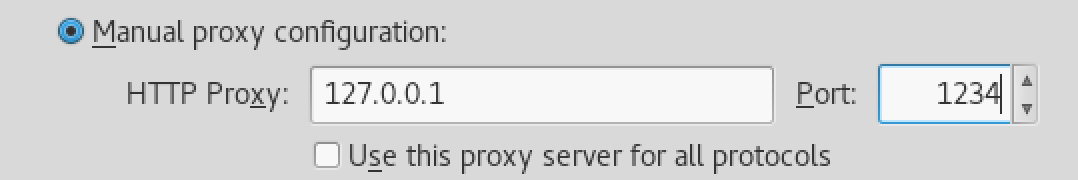 Manual proxy configuration:
HTTP Proxy: 127.0.0.1 Port: 1234
Use this proxy server for all protocols